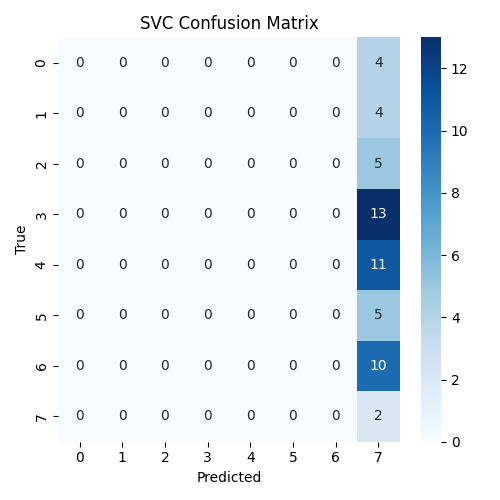 SVC Confusion Matrix
True
0 0 0 0 0 0 0 0 4
1 0 0 0 0 0 0 0 4
2 0 0 0 0 0 0 0 5
3 0 0 0 0 0 0 0 13
4 0 0 0 0 0 0 0 11
5 0 0 0 0 0 0 0 5
6 0 0 0 0 0 0 0 10
7 0 0 0 0 0 0 0 2
0 1 2 3 4 5 6 7
Predicted
12
10
8
6
4
2
0